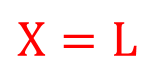 X = L